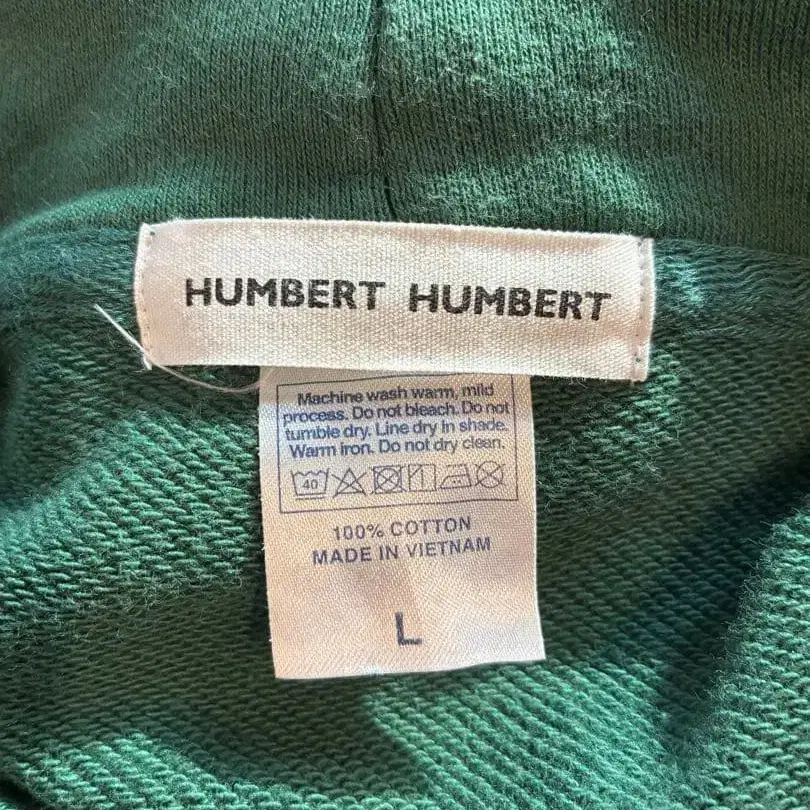 HUMBERT HUMBERT
Machine wash warm, mild
process. Do not bleach. Do not
tumble dry. Line dry in shade.
Warm iron. Do not dry clean.
40
100% COTTON
MADE IN VIETNAM
L